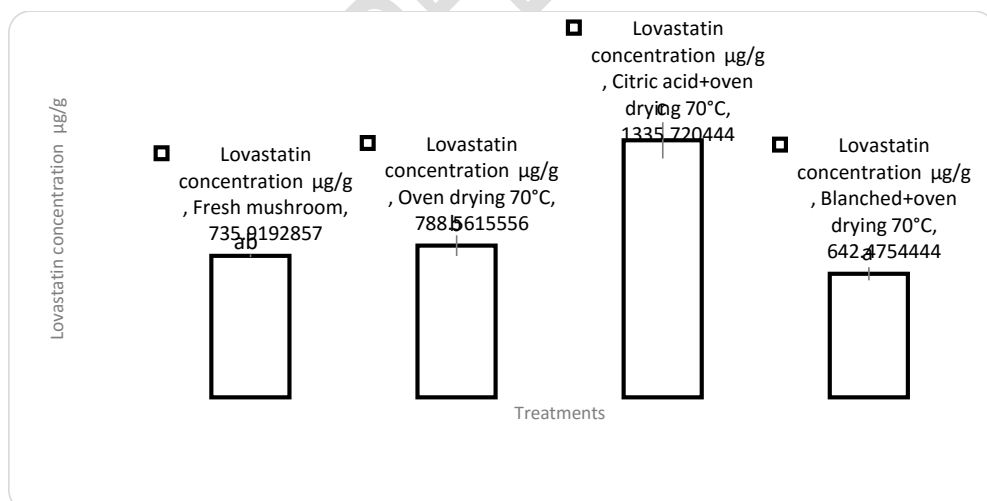 Lovastatin concentration µg/g
Lovastatin
concentration µg/g
, Fresh mushroom,
735.9192857
ab
Lovastatin
concentration µg/g
, Oven drying 70°C,
788.5615556
b
Lovastatin
concentration µg/g
, Citric acid+oven
drying 70°C,
1335.720444
c
Lovastatin
concentration µg/g
, Blanched+oven
drying 70°C,
642.4754444
a
Treatments